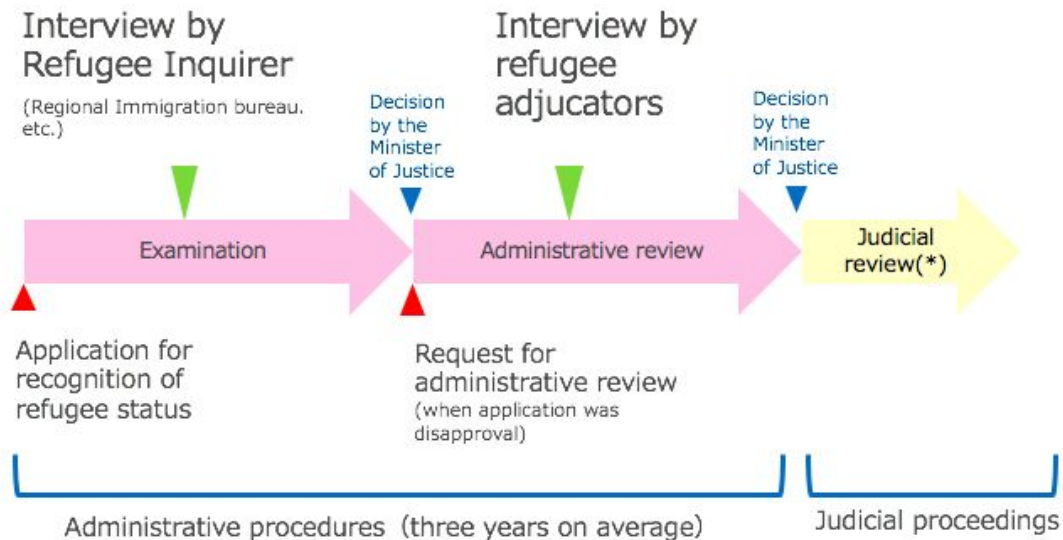 Interview by
Refugee Inquirer
(Regional Immigration bureau.
etc.)
Decision
by the
Minister
of Justice
Interview by
refugee
adjucators
Decision
by the
Minister
of Justice
Examination
Administrative review
Judicial
review(*)
Application for
recognition of
refugee status
Request for
administrative review
(when application was
disapproval)
Administrative procedures (three years on average)
Judicial proceedings